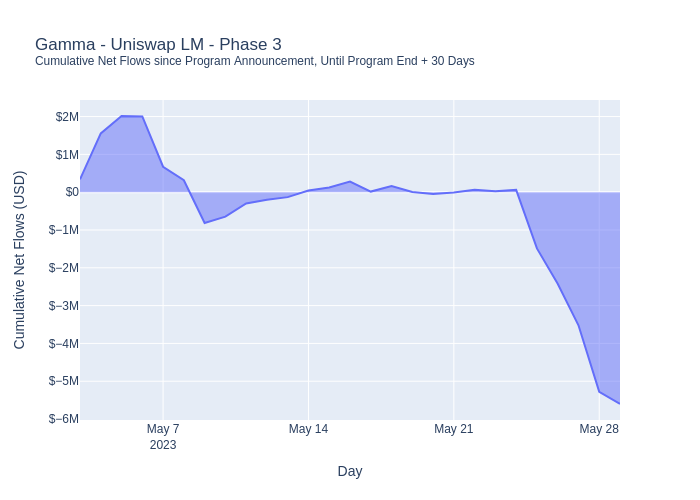 Gamma - Uniswap LM - Phase 3
Cumulative Net Flows since Program Announcement, Until Program End + 30 Days
Cumulative Net Flows (USD)
$2M
$1M
$0
$−1M
$−2M
$−3M
$−4M
$−5M
$−6M
May 7
2023
May 14
May 21
May 28
Day